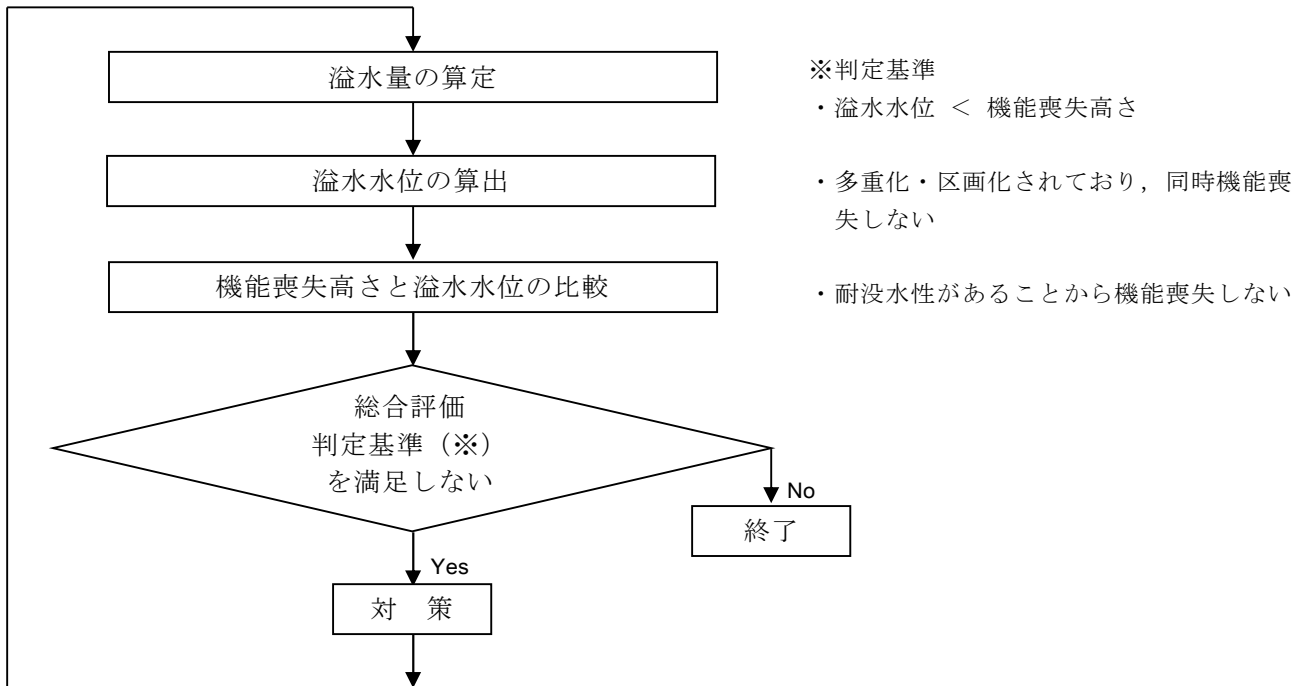 溢水量の算定
溢水水位の算出
機能喪失高さと溢水水位の比較
総合評価
判定基準（※）
を満足しない
No
終了
Yes
対　策
※判定基準
・溢水水位 ＜ 機能喪失高さ
・多重化・区画化されており，同時機能喪
失しない
・耐没水性があることから機能喪失しない